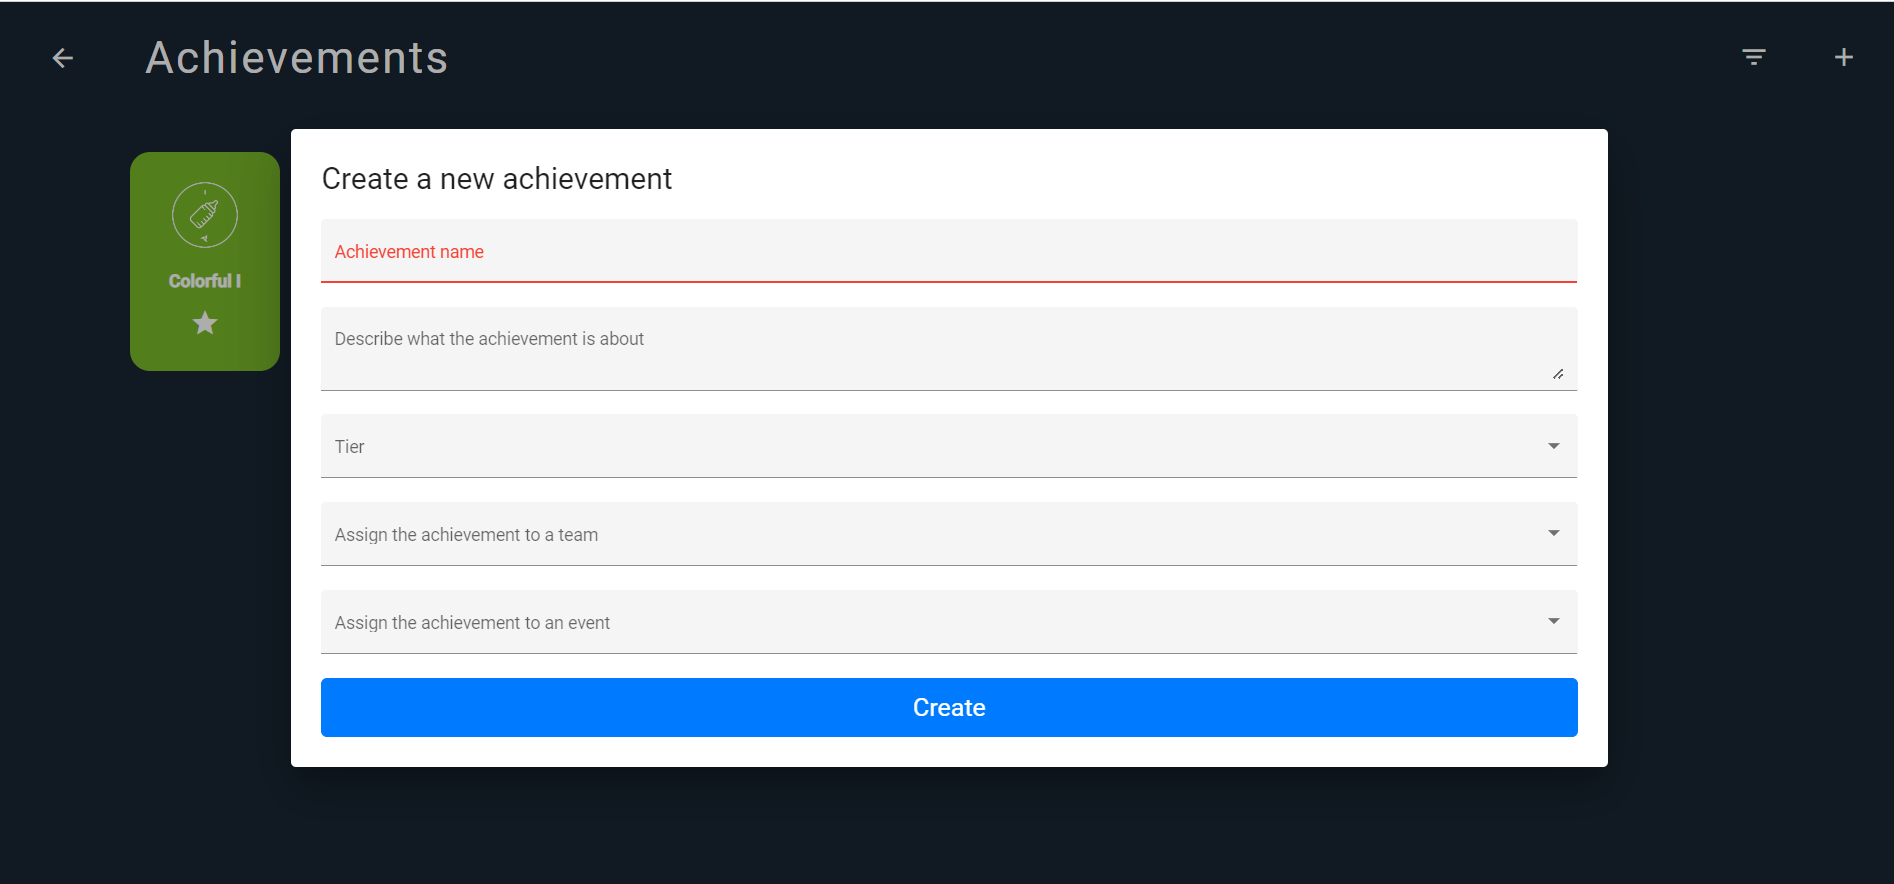 Achievements
Colorful I
Create a new achievement
Achievement name
Describe what the achievement is about
Tier
Assign the achievement to a team
Assign the achievement to an event
Create